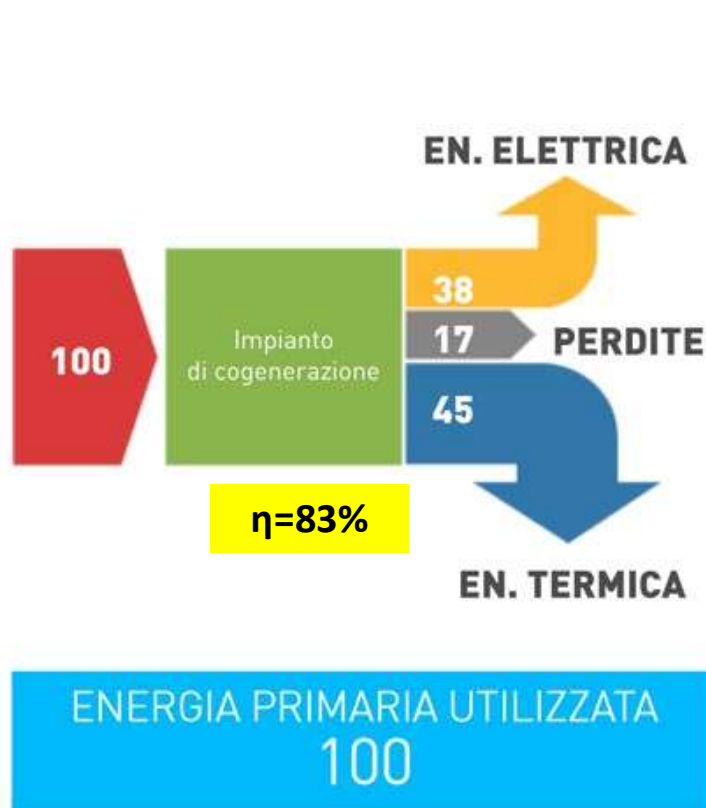 EN. ELETTRICA
38
100
Impianto
di cogenerazione
17
PERDITE
45
η=83%
EN. TERMICA
ENERGIA PRIMARIA UTILIZZATA
100